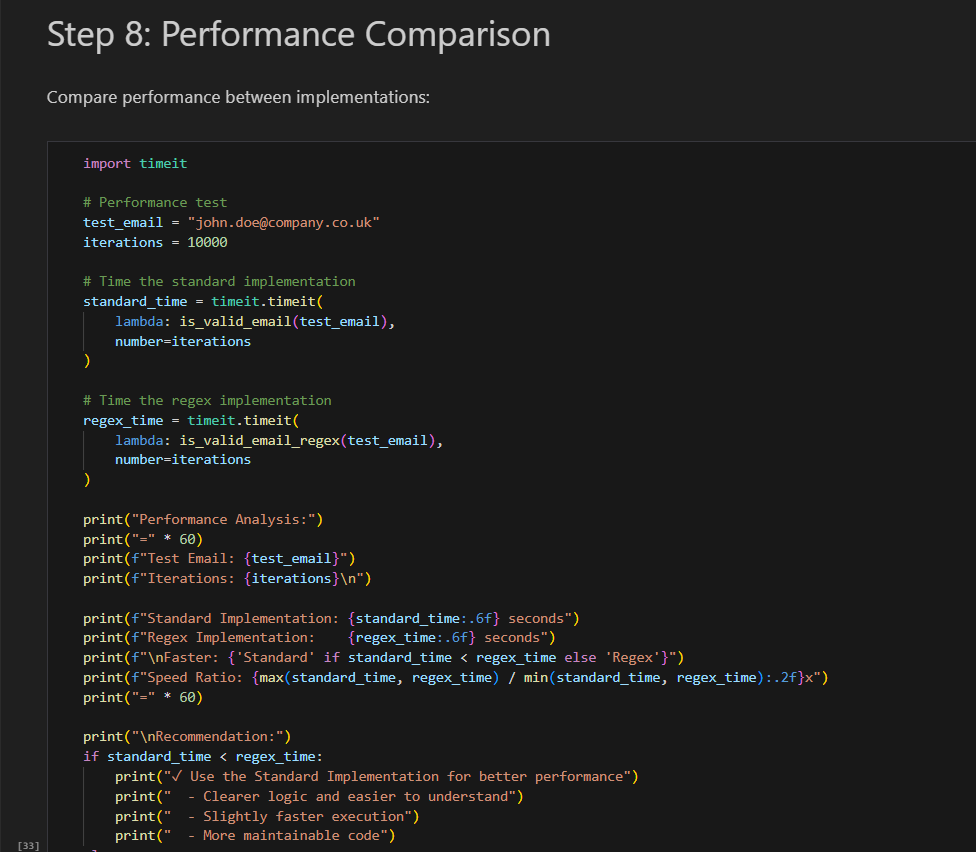 Step 8: Performance Comparison
Compare performance between implementations:
import timeit
# Performance test
test_email = "john.doe@company.co.uk"
iterations = 10000
# Time the standard implementation
standard_time = timeit.timeit(
    lambda: is_valid_email(test_email),
    number=iterations
)
# Time the regex implementation
regex_time = timeit.timeit(
    lambda: is_valid_email_regex(test_email),
    number=iterations
)
print("Performance Analysis:")
print("=" * 60)
print(f"Test Email: {test_email}")
print(f"Iterations: {iterations}\n")
print(f"Standard Implementation: {standard_time:.6f} seconds")
print(f"Regex Implementation:    {regex_time:.6f} seconds")
print(f"\nFaster: {'Standard' if standard_time < regex_time else 'Regex'}")
print(f"Speed Ratio: {max(standard_time, regex_time) / min(standard_time, regex_time):.2f}x")
print("=" * 60)
print("\nRecommendation:")
if standard_time < regex_time:
    print("✓ Use the Standard Implementation for better performance")
    print("  - Clearer logic and easier to understand")
    print("  - Slightly faster execution")
    print("  - More maintainable code")
[33]